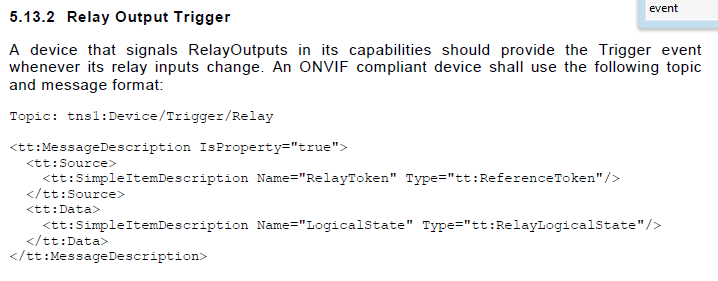 event
5.13.2 Relay Output Trigger
A device that signals RelayOutputs in its capabilities should provide the Trigger event
whenever its relay inputs change. An ONVIF compliant device shall use the following topic
and message format:
Topic: tns1:Device/Trigger/Relay
<tt:MessageDescription IsProperty="true">
  <tt:Source>
    <tt:SimpleItemDescription Name="RelayToken" Type="tt:ReferenceToken"/>
  </tt:Source>
  <tt:Data>
    <tt:SimpleItemDescription Name="LogicalState" Type="tt:RelayLogicalState"/>
  </tt:Data>
</tt:MessageDescription>